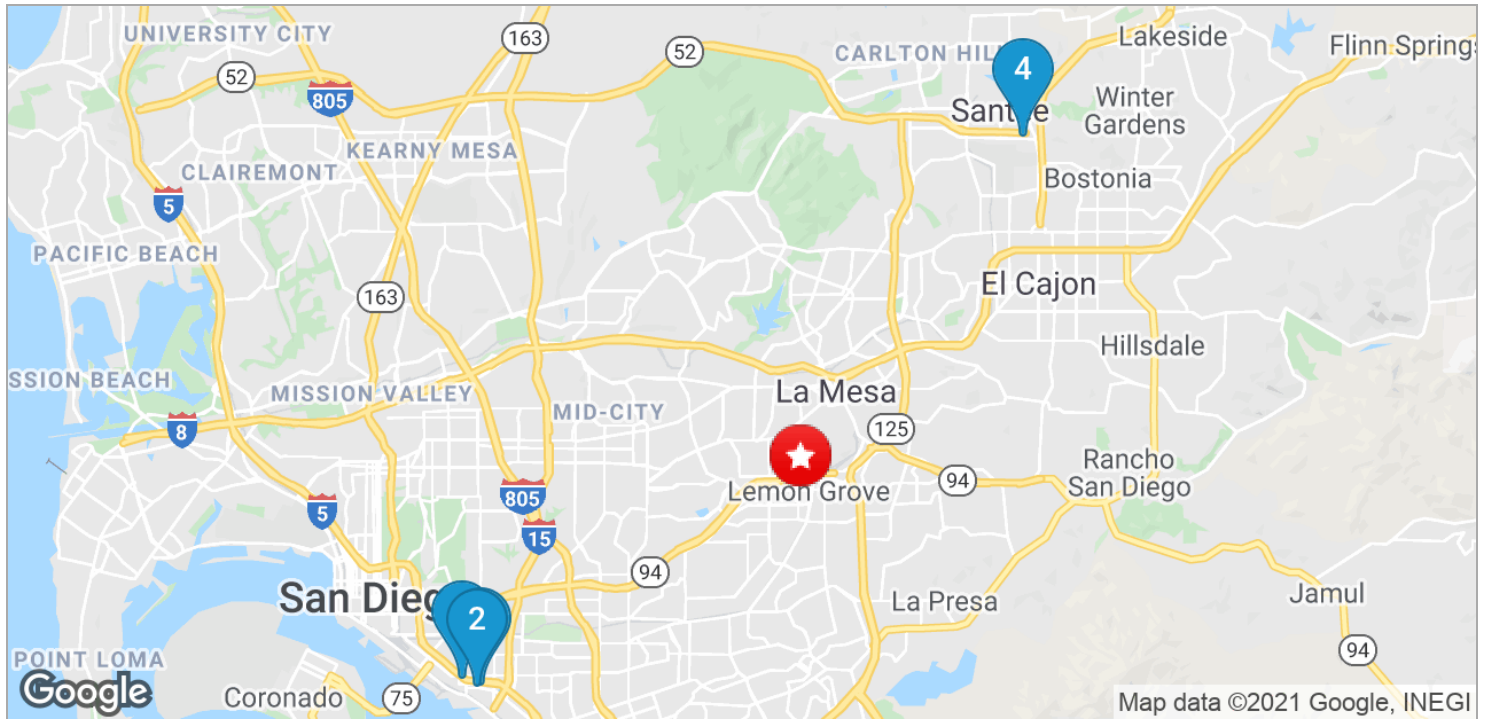 UNIVERSITY CITY
163
52
CARLTON HIL
Lakeside
Flinn Springs
52
805
4
Santee
Winter
Gardens
KEARNY MESA
CLAIREMONT
5
Bostonia
PACIFIC BEACH
163
El Cajon
Hillsdale
SSION BEACH
MISSION VALLEY
La Mesa
MID-CITY
8
125
Rancho
San Diego
94
Lemon Grove
805
5
15
94
San Dieg
2
La Presa
Jamul
94
POINT LOMA
Google
Coronado
75
Map data ©2021 Google, INEGI